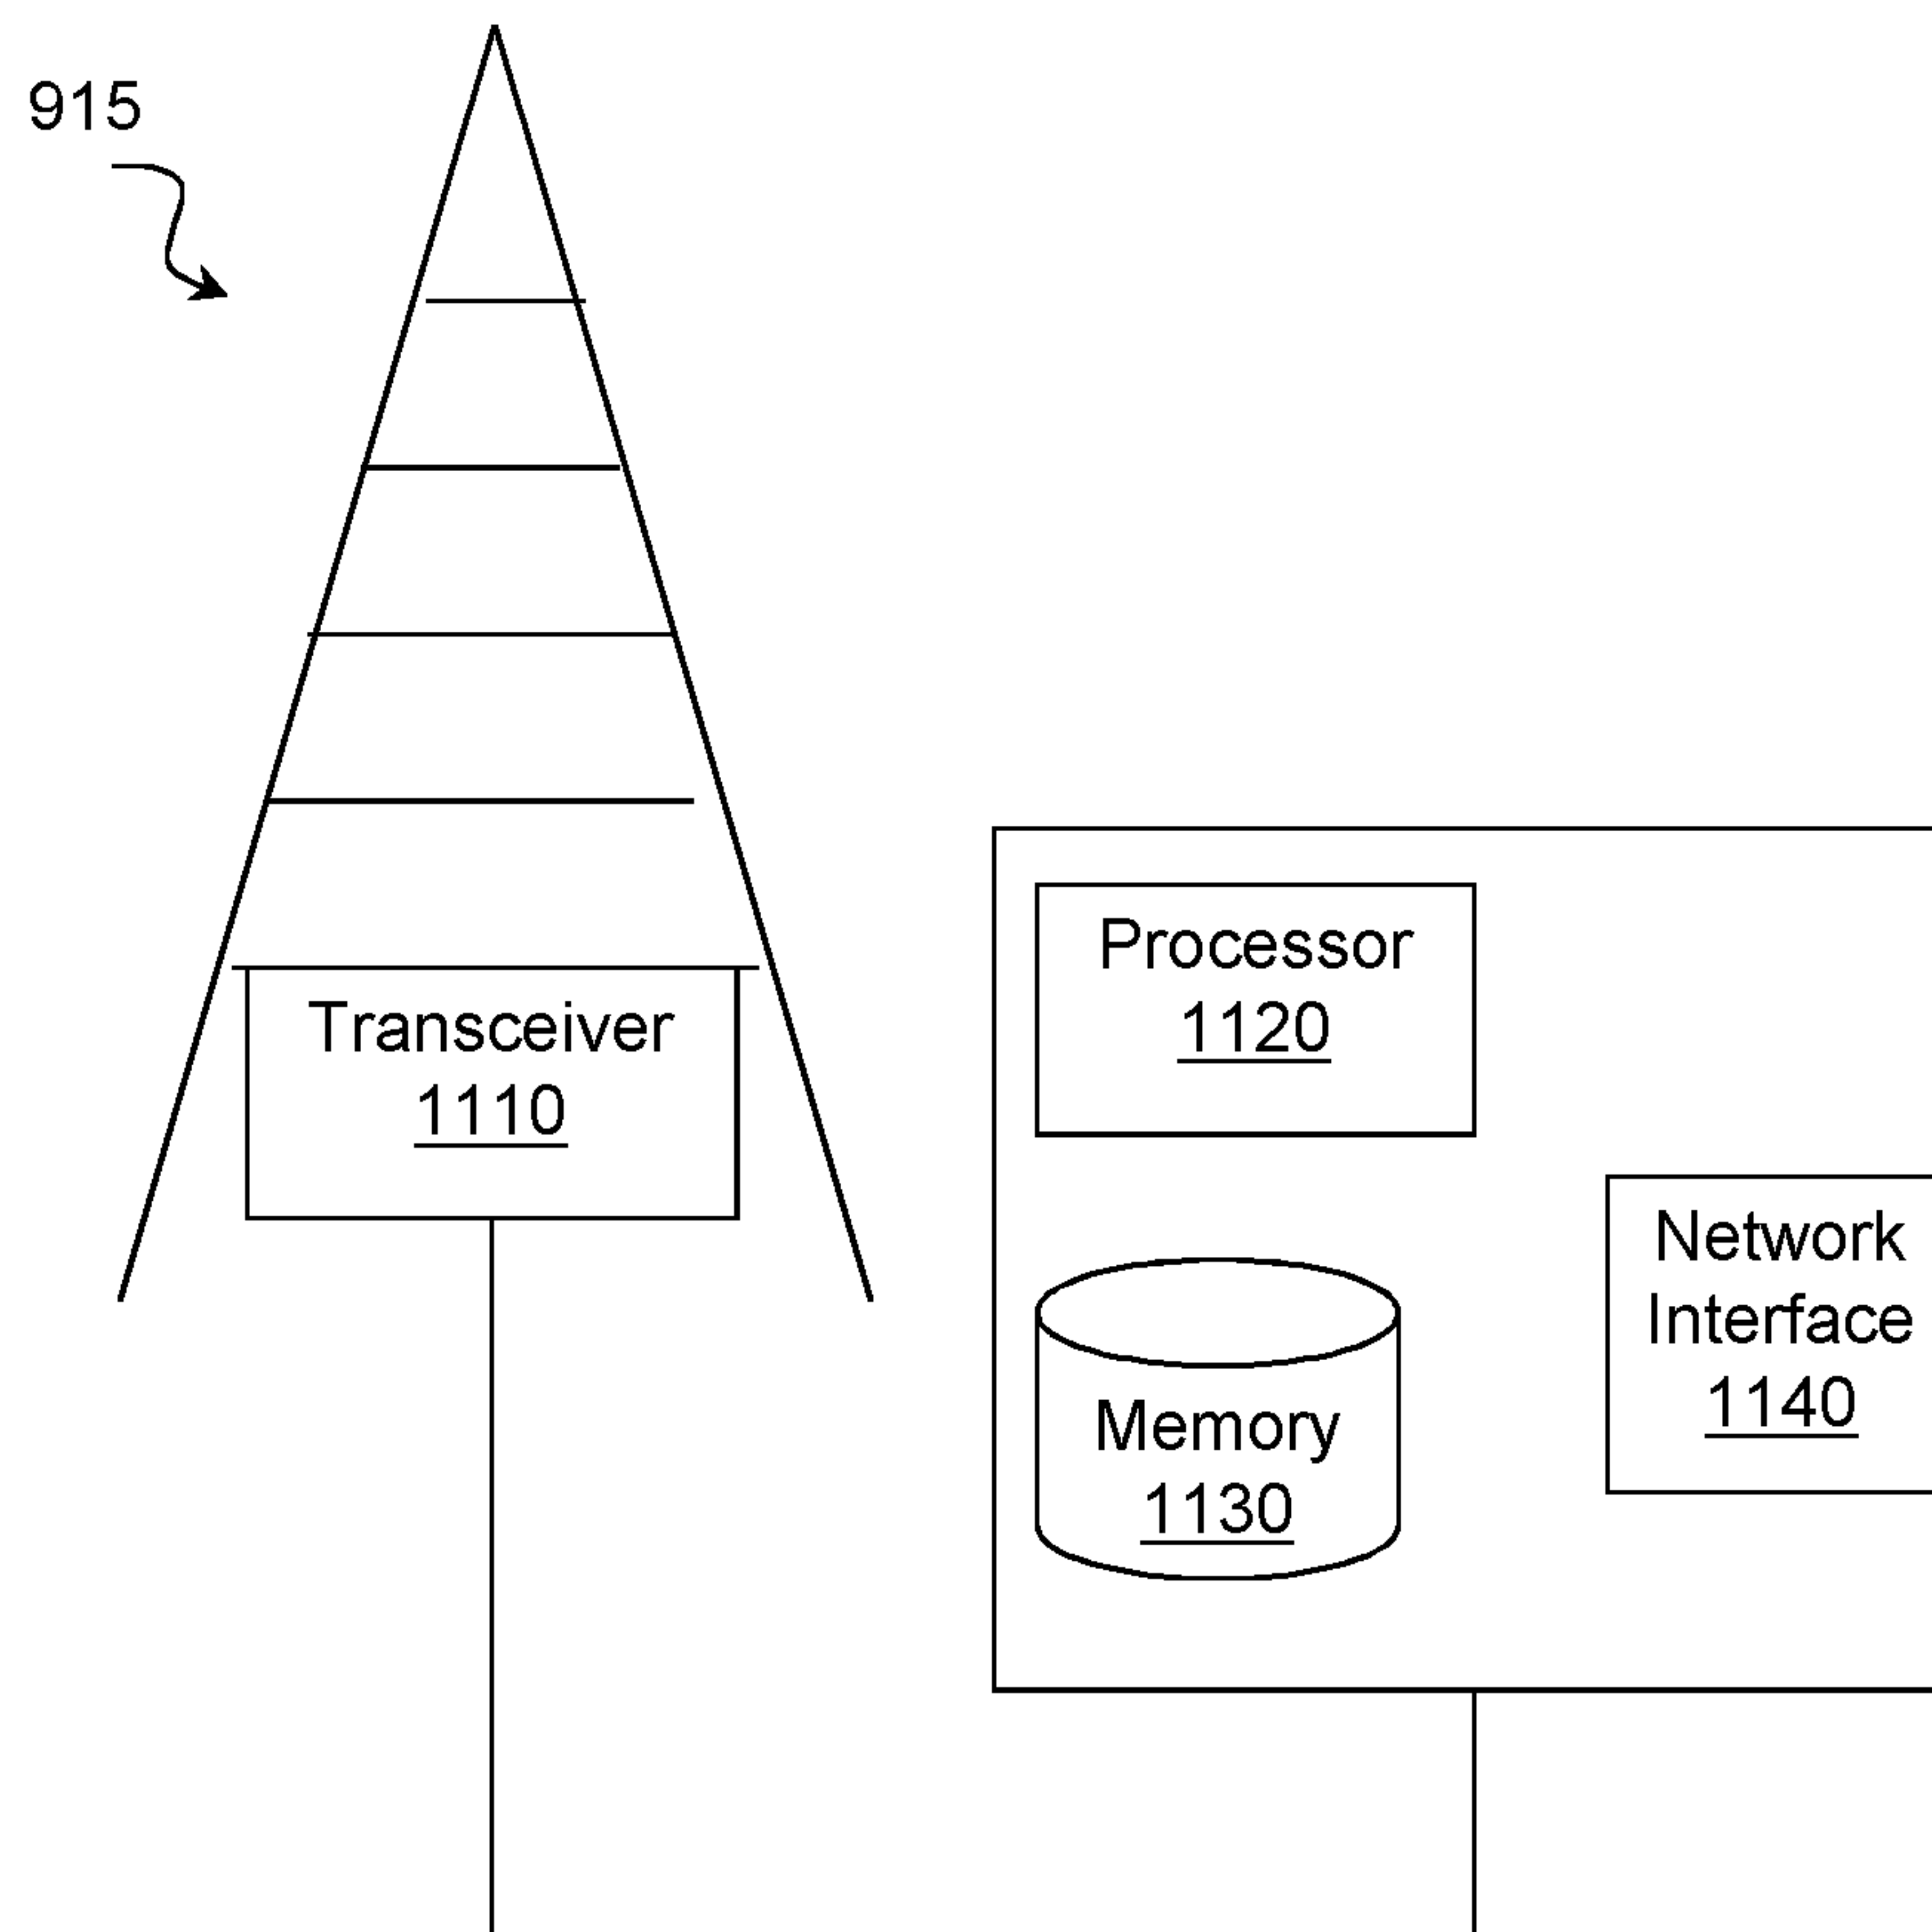 915
Transceiver
1110
Processor
1120
Memory
1130
Network
Interface
1140